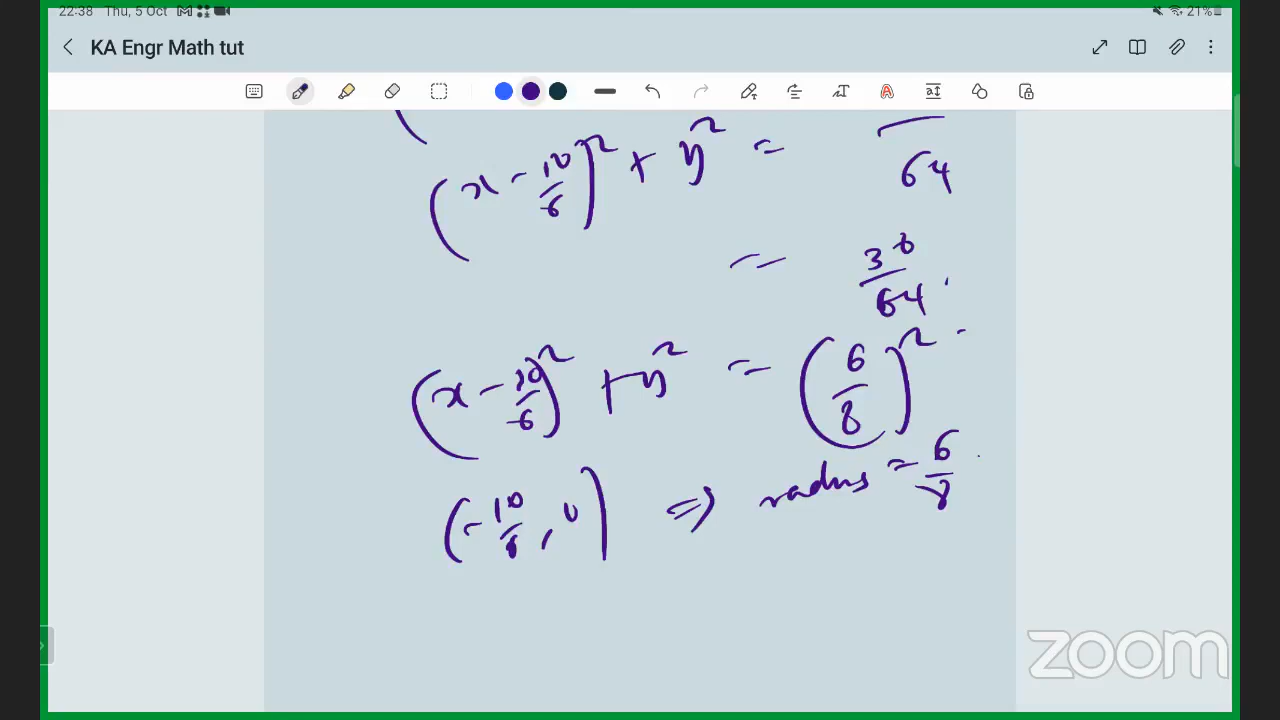 22:38 Thu, 5 Oct 21%
KA Engr Math tut
(x - 10/6)² + y² = /64
= 36/64
(x - 10/6)² + y² = (6/8)²
(-10/6, 0) ⇒ radius = 6/8
zoom